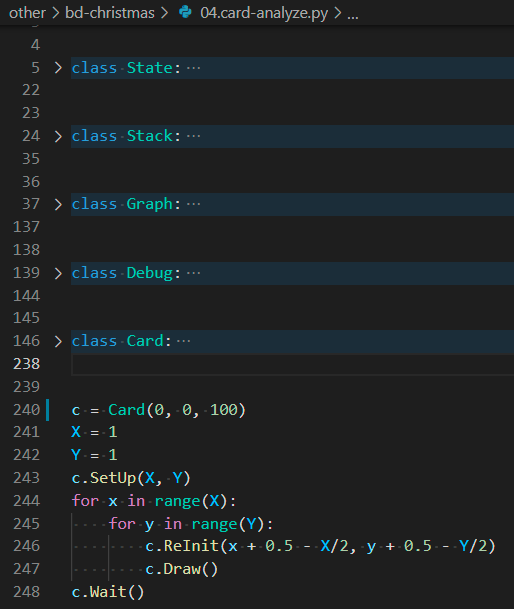 other > bd-christmas > 04.card-analyze.py > ...
4
5 > class State: ...
22
23
24 > class Stack: ...
35
36
37 > class Graph: ...
137
138
139 > class Debug: ...
144
145
146 > class Card: ...
238
239
240 c = Card(0, 0, 100)
241 X = 1
242 Y = 1
243 c.SetUp(X, Y)
244 for x in range(X):
245     for y in range(Y):
246         c.ReInit(x + 0.5 - X/2, y + 0.5 - Y/2)
247         c.Draw()
248 c.Wait()